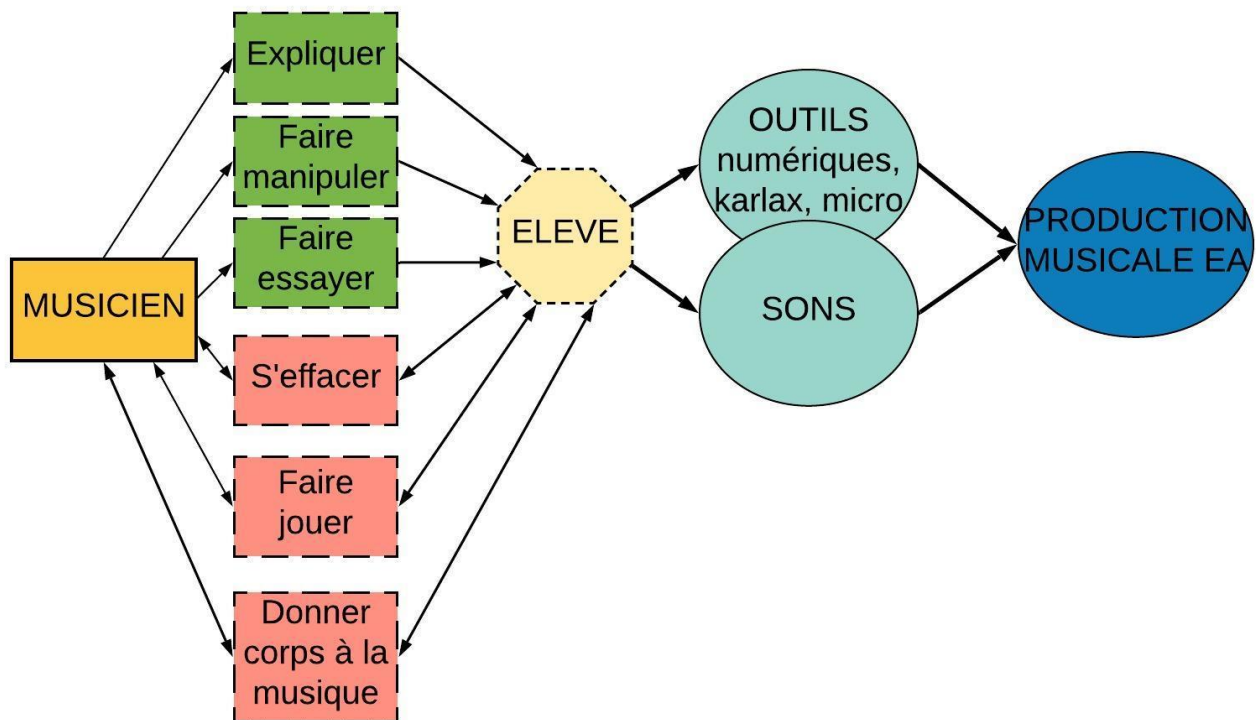 Expliquer
Faire
manipuler
Faire
essayer
MUSICIEN
S'effacer
Faire
jouer
Donner
corps à la
musique
ELEVE
OUTILS
numériques,
karlax, micro
SONS
PRODUCTION
MUSICALE EA